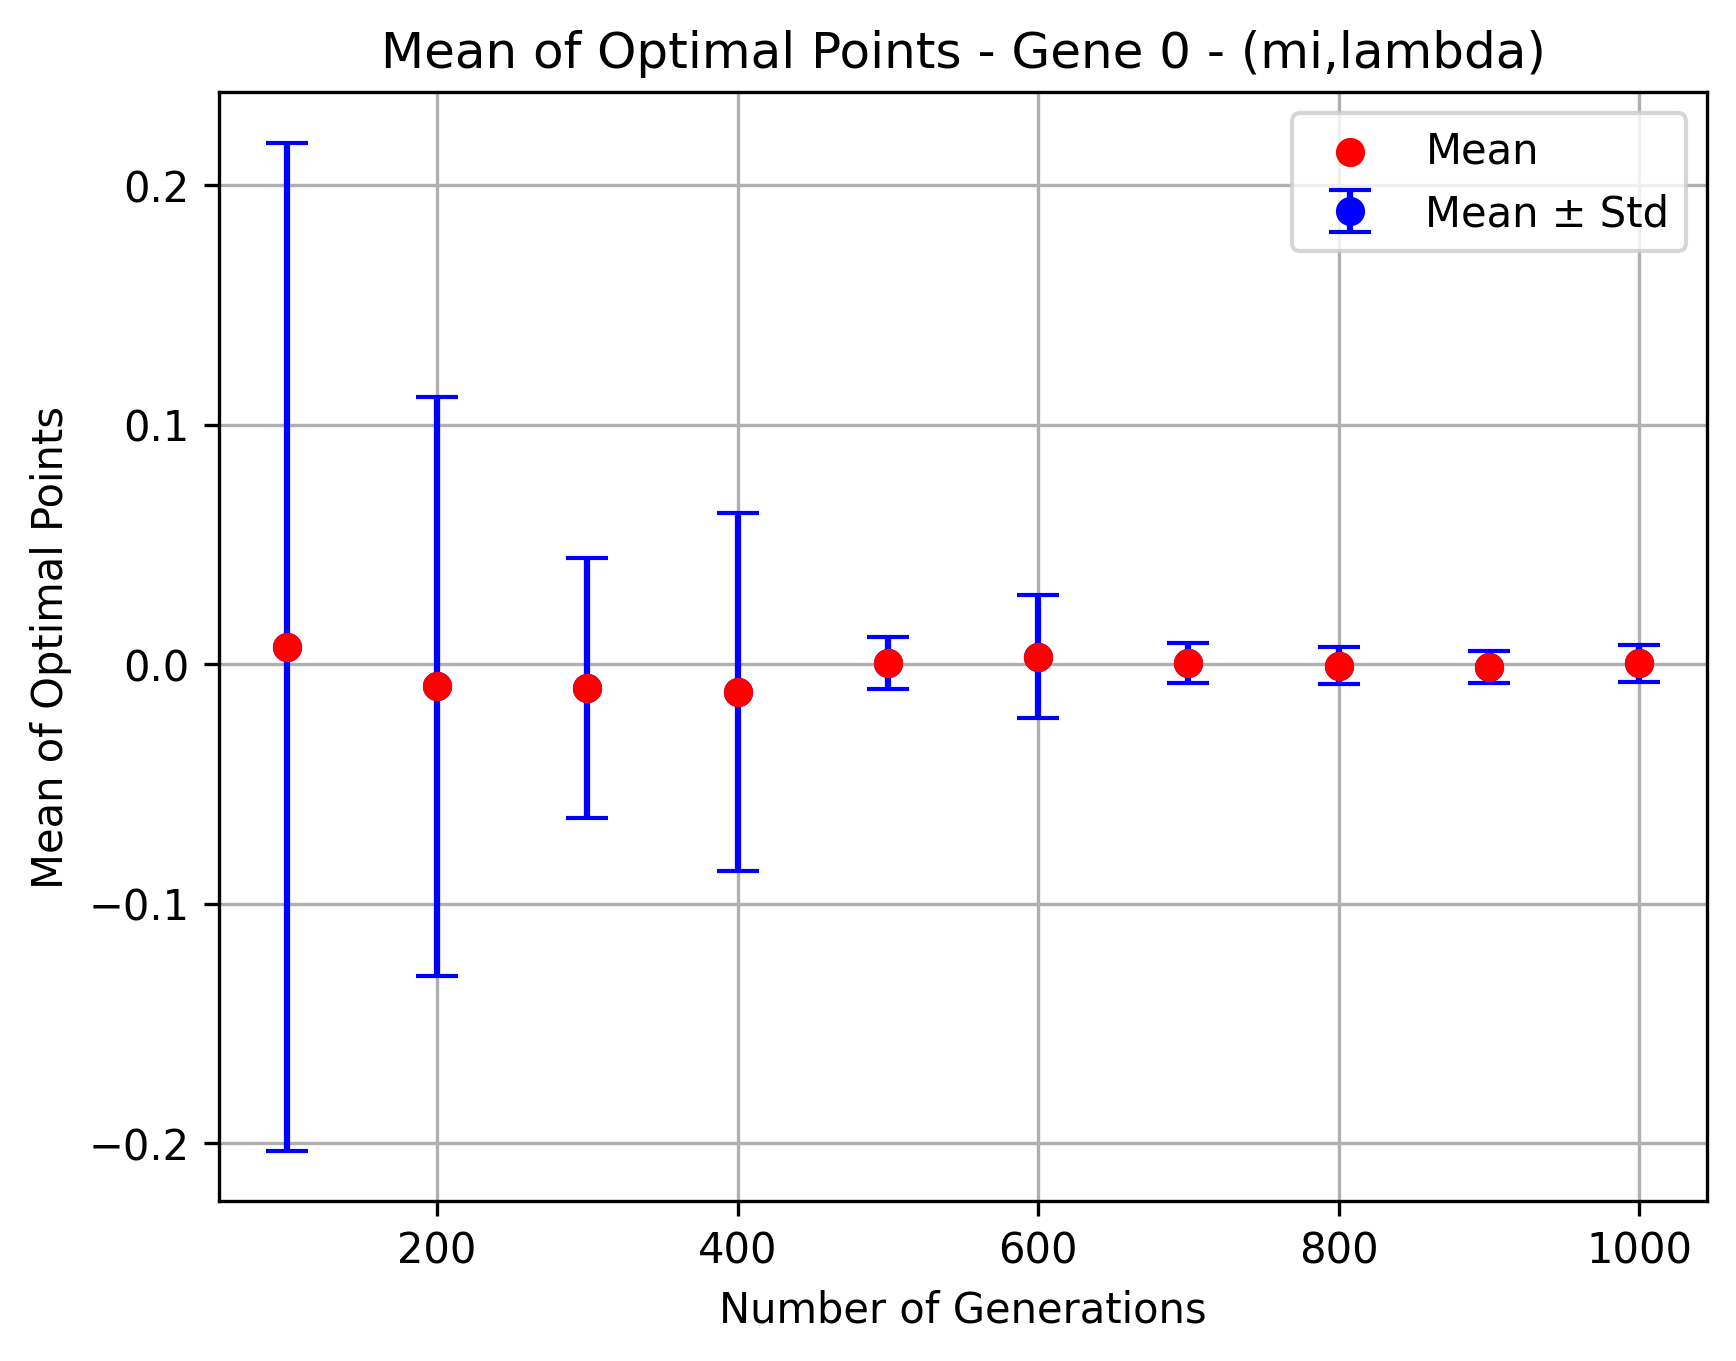 Mean of Optimal Points - Gene 0 - (mi,lambda)
Mean
Mean ± Std
0.2
0.1
0.0
−0.1
−0.2
Mean of Optimal Points
200
400
600
800
1000
Number of Generations